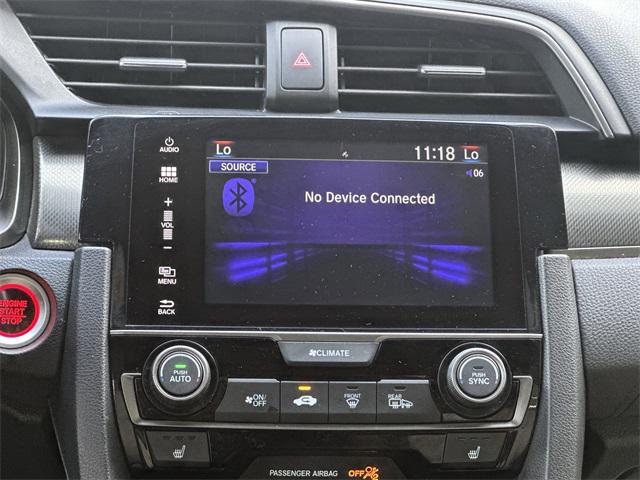 AUDIO
HOME
+
VOL
−
MENU
BACK
Lo
11:18 Lo
SOURCE
06
No Device Connected
ENGINE
START
STOP
CLIMATE
PUSH
AUTO
ON/
OFF
FRONT
REAR
PUSH
SYNC
PASSENGER AIRBAG OFF